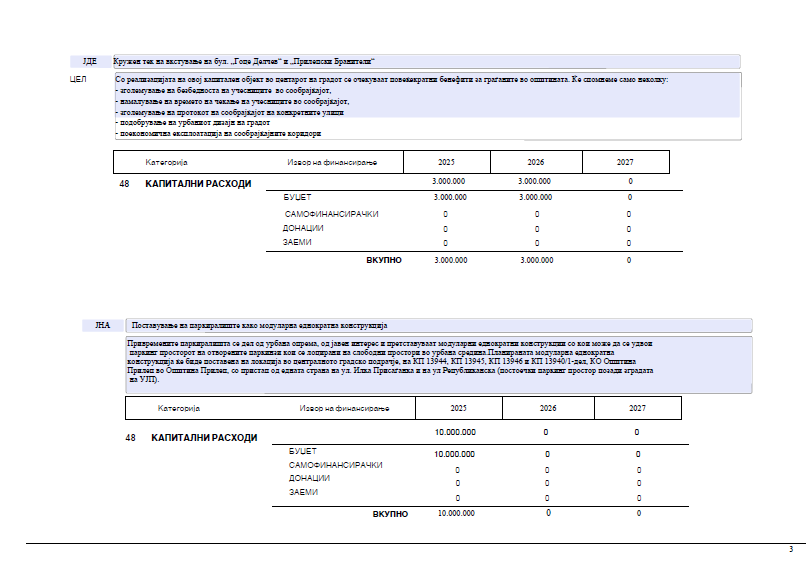 ЈДЕ Кружен тек на вкстување на бул. „Гоце Делчев“ и „Прилепски Бранители“
ЦЕЛ Со реализацијата на овој капитален објект во центарот на градот се очекуваат повеќекратни бенефити за граѓаните во општината. Ќе спомнеме само неколку:
- зголемување на безбедноста на учесниците во сообраќајот,
- намалување на времето на чекање на учесниците во сообраќајот,
- зголемување на протокот на сообраќајот на конкретните улици
- подобрување на урбаниот дизајн на градот
- поекономична експлоатација на сообраќајните коридори
Категорија Извор на финансирање 2025 2026 2027
48 КАПИТАЛНИ РАСХОДИ 3.000.000 3.000.000 0
БУЏЕТ 3.000.000 3.000.000 0
САМОФИНАНСИРАЧКИ 0 0 0
ДОНАЦИИ 0 0 0
ЗАЕМИ 0 0 0
ВКУПНО 3.000.000 3.000.000 0
ЈНА Поставување на паркиралиште како модуларна еднократна конструкција
Привремените паркиралишта се дел од урбана опрема, од јавен интерес и претставуваат модуларни еднократни конструкции со кои може да се удвои
паркинг просторот на отворените паркинзи кои се лоцирани на слободни простори во урбана средина.Планираната модуларна еднократна
конструкција ќе биде поставена на локација во централното градско подрачје, на КП 13944, КП 13945, КП 13946 и КП 13940/1-дел, КО Општина
Прилеп во Општина Прилеп, со пристап од едната страна на ул. Илка Присаѓанка и на ул Републиканска (постоечки паркинг простор позади зградата
на УЈП).
Категорија Извор на финансирање 2025 2026 2027
48 КАПИТАЛНИ РАСХОДИ 10.000.000 0 0
БУЏЕТ 10.000.000 0 0
САМОФИНАНСИРАЧКИ 0 0 0
ДОНАЦИИ 0 0 0
ЗАЕМИ 0 0 0
ВКУПНО 10.000.000 0 0
3